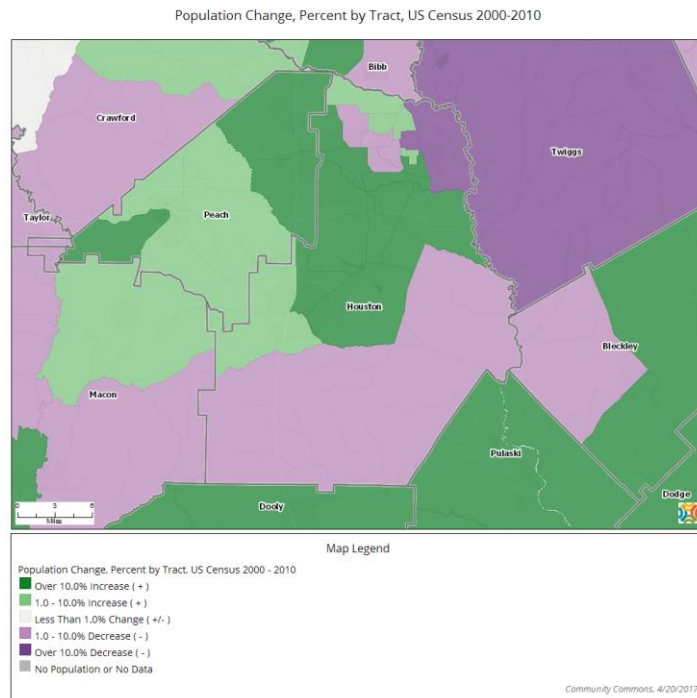 Population Change, Percent by Tract, US Census 2000-2010
Bibb
Crawford
Twiggs
Taylor
Peach
Houston
Bleckley
Macon
Pulaski
Dooly
Dodge
0 3 6
Miles
Map Legend
Population Change, Percent by Tract, US Census 2000 - 2010
Over 10.0% Increase ( + )
1.0 - 10.0% Increase ( + )
Less Than 1.0% Change ( +/- )
1.0 - 10.0% Decrease ( - )
Over 10.0% Decrease ( - )
No Population or No Data
Community Commons, 4/20/2017